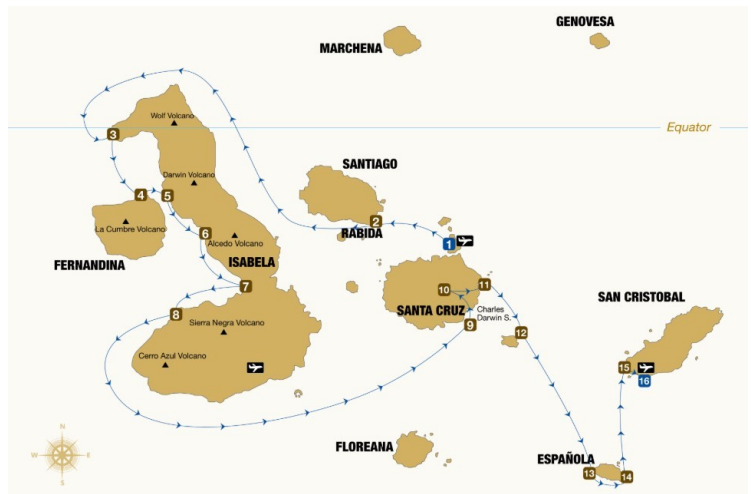 GENOVESA
MARCHENA
Wolf Volcano
Equator
3
SANTIAGO
Darwin Volcano
4
5
2
La Cumbre Volcano
6
RABIDA
Alcedo Volcano
1
FERNANDINA
ISABELA
7
10
11
SAN CRISTOBAL
SANTA CRUZ
Charles
Darwin S.
8
Sierra Negra Volcano
9
12
Cerro Azul Volcano
15
16
N
W
E
S
FLOREANA
ESPAÑOLA
13
14